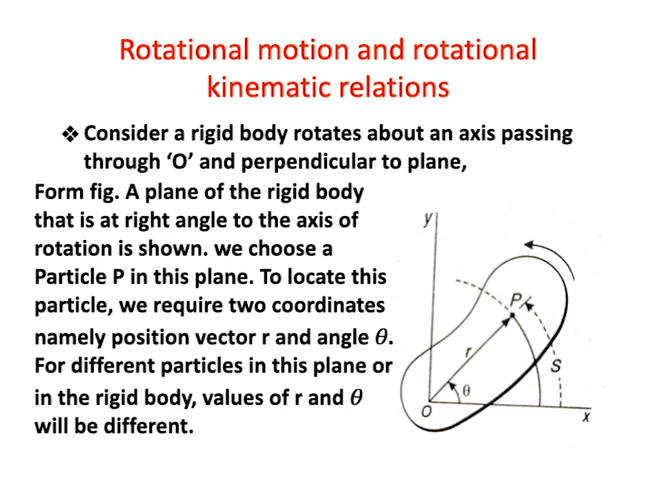 Rotational motion and rotational
kinematic relations
❖ Consider a rigid body rotates about an axis passing
through ‘O’ and perpendicular to plane,
Form fig. A plane of the rigid body
that is at right angle to the axis of
rotation is shown. we choose a
Particle P in this plane. To locate this
particle, we require two coordinates
namely position vector r and angle θ.
For different particles in this plane or
in the rigid body, values of r and θ
will be different.
y
P
r
S
θ
O
x